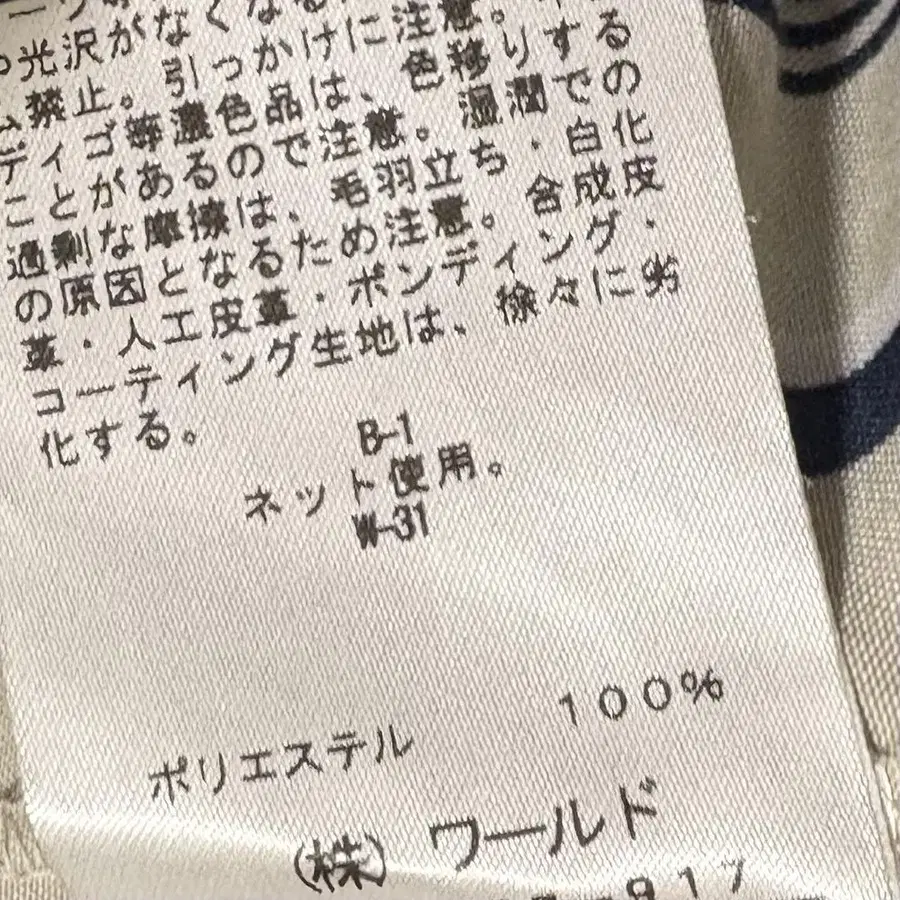 光沢がなくなる
禁止。引っかけに注意。
ディゴ等濃色品は、色移りする
ことがあるので注意。湿潤での
過剰な摩擦は、毛羽立ち・白化
の原因となるため注意。合成皮
革・人工皮革・ボンディング・
コーティング生地は、徐々に劣
化する。
B-1
ネット使用。
W-31
ポリエステル 100%
(株) ワールド
917